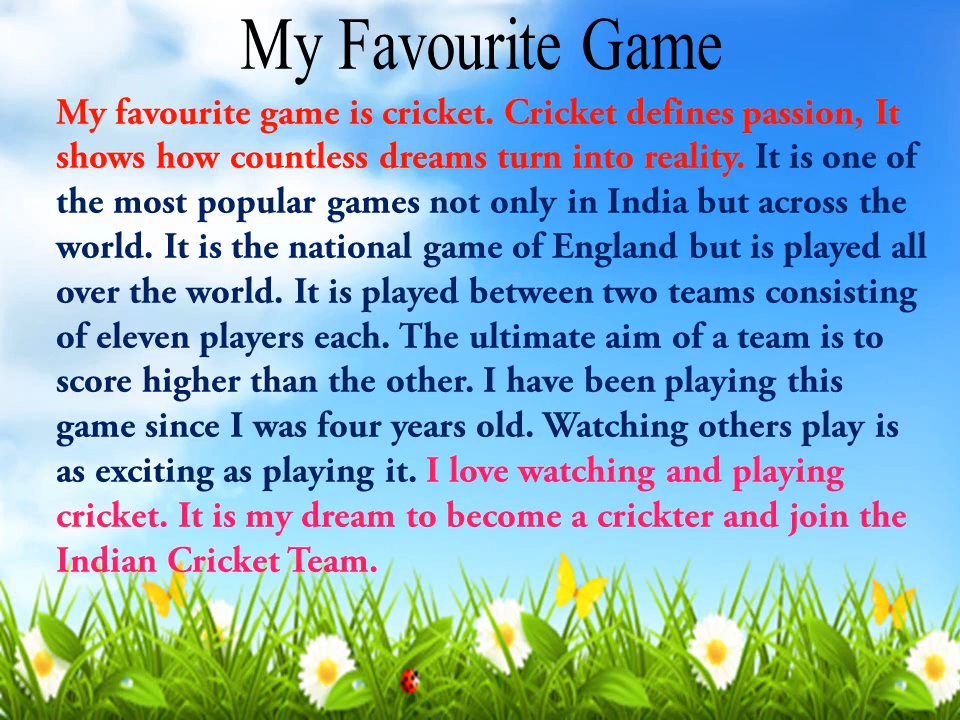 My Favourite Game
My favourite game is cricket. Cricket defines passion, It
shows how countless dreams turn into reality. It is one of
the most popular games not only in India but across the
world. It is the national game of England but is played all
over the world. It is played between two teams consisting
of eleven players each. The ultimate aim of a team is to
score higher than the other. I have been playing this
game since I was four years old. Watching others play is
as exciting as playing it. I love watching and playing
cricket. It is my dream to become a crickter and join the
Indian Cricket Team.